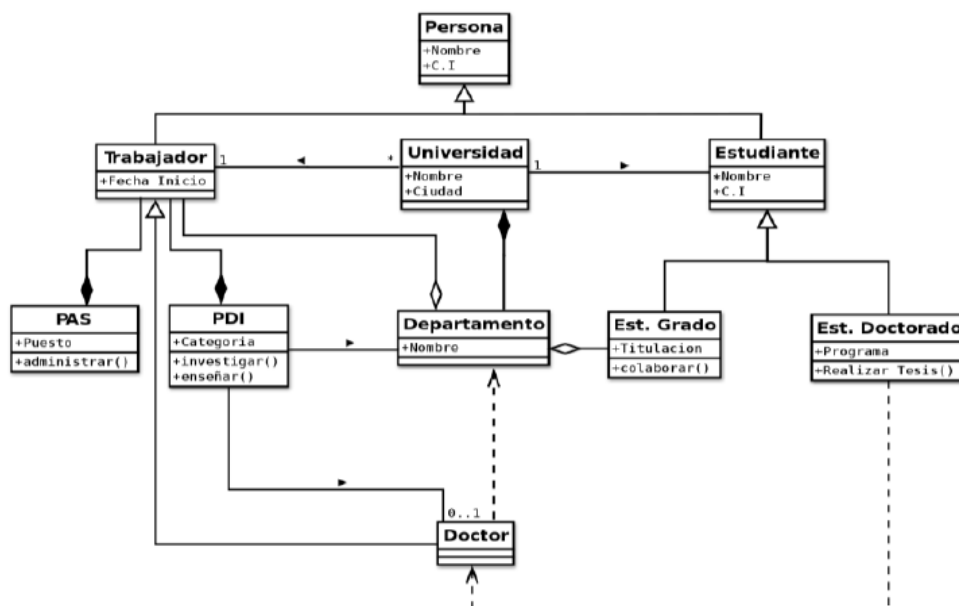 Persona
+Nombre
+C.I
Trabajador
+Fecha Inicio
1
+
Universidad
+Nombre
+Ciudad
1
Estudiante
+Nombre
+C.I
PAS
+Puesto
+administrar()
PDI
+Categoria
+investigar()
+enseñar()
Departamento
+Nombre
Est. Grado
+Titulacion
+colaborar()
Est. Doctorado
+Programa
+Realizar Tesis()
0..1
Doctor